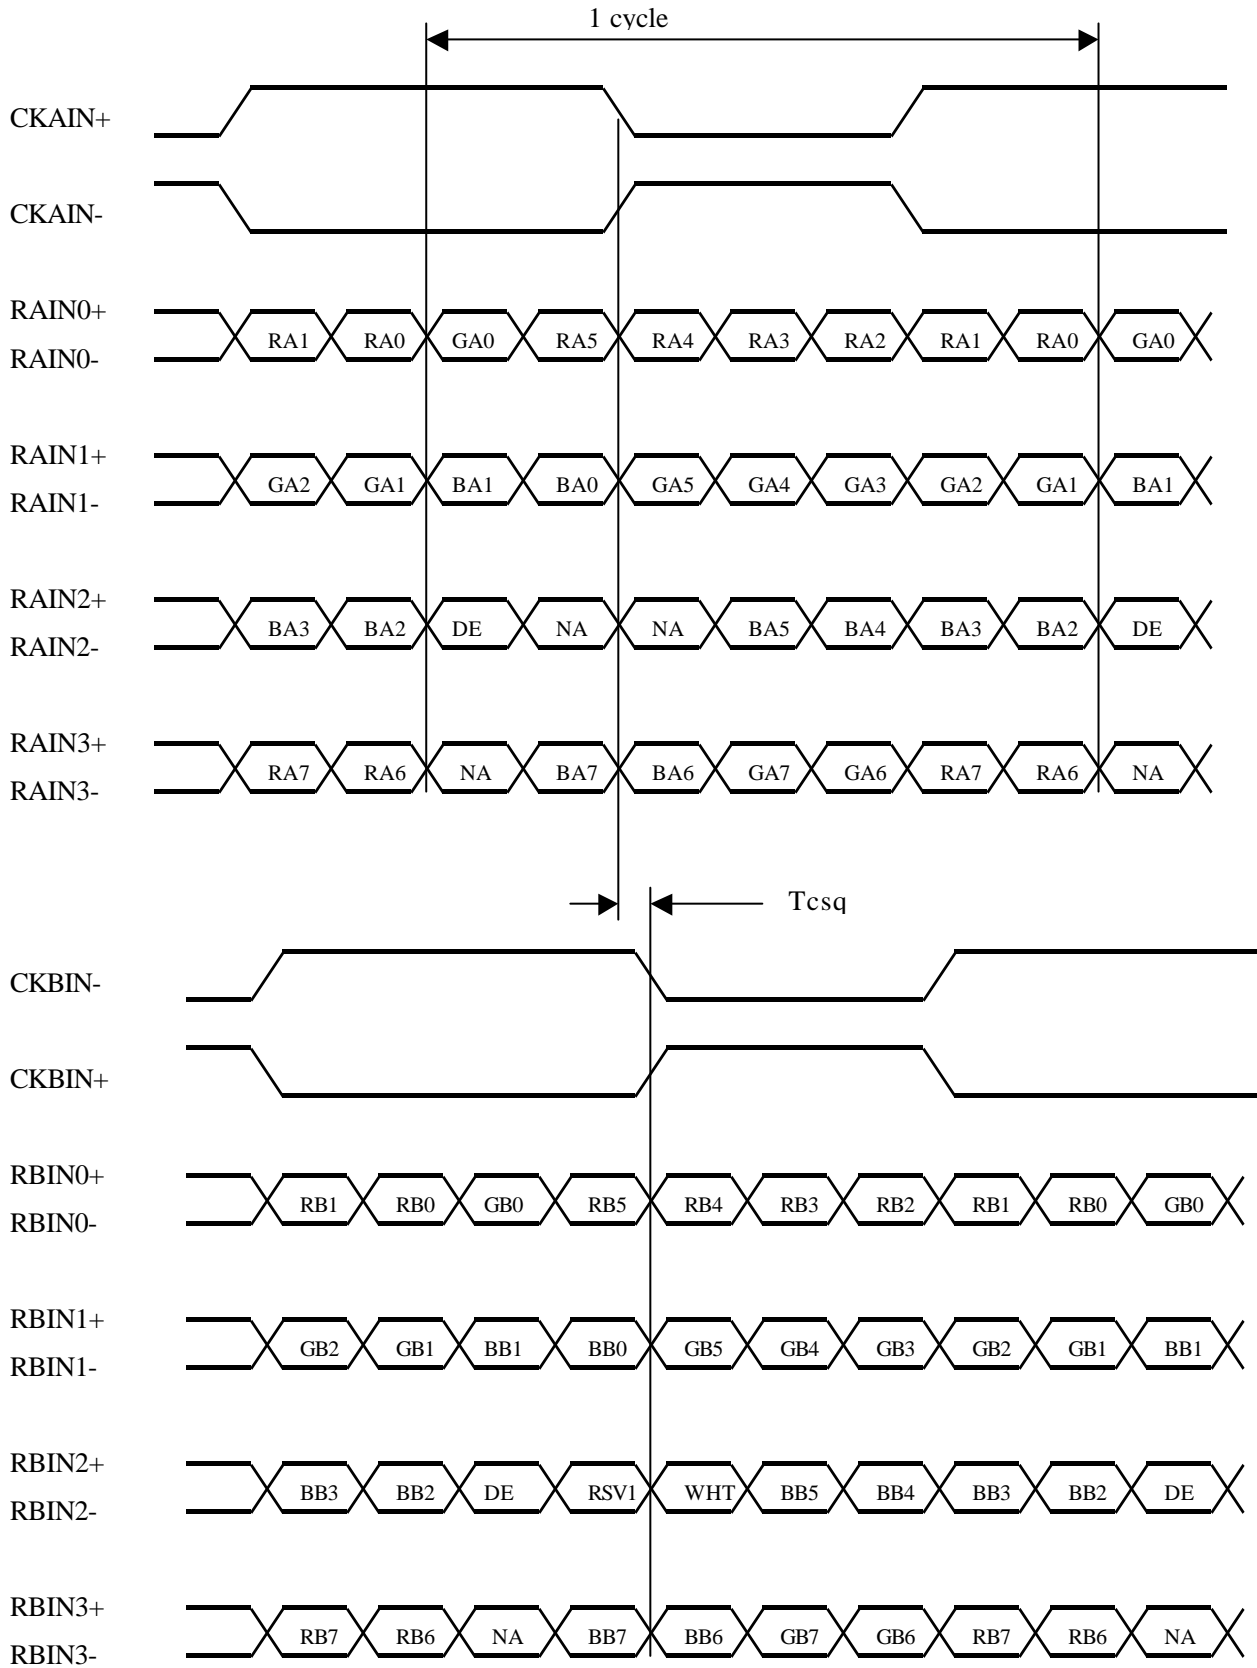 1 cycle
CKAIN+
CKAIN-
RAIN0+
RA1 RA0 GA0 RA5 RA4 RA3 RA2 RA1 RA0 GA0
RAIN0-
RAIN1+
GA2 GA1 BA1 BA0 GA5 GA4 GA3 GA2 GA1 BA1
RAIN1-
RAIN2+
BA3 BA2 DE NA NA BA5 BA4 BA3 BA2 DE
RAIN2-
RAIN3+
RA7 RA6 NA BA7 BA6 GA7 GA6 RA7 RA6 NA
RAIN3-
Tcsq
CKBIN-
CKBIN+
RBIN0+
RB1 RB0 GB0 RB5 RB4 RB3 RB2 RB1 RB0 GB0
RBIN0-
RBIN1+
GB2 GB1 BB1 BB0 GB5 GB4 GB3 GB2 GB1 BB1
RBIN1-
RBIN2+
BB3 BB2 DE RSV1 WHT BB5 BB4 BB3 BB2 DE
RBIN2-
RBIN3+
RB7 RB6 NA BB7 BB6 GB7 GB6 RB7 RB6 NA
RBIN3-